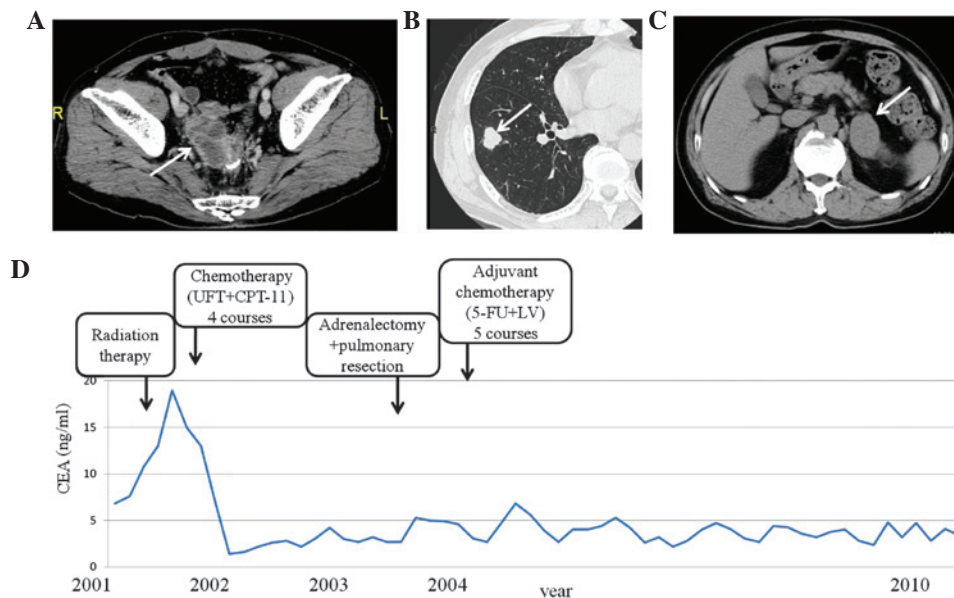 A
B
C
R
L
D
Chemotherapy
(UFT+CPT-11)
4 courses
Adjuvant
chemotherapy
(5-FU+LV)
5 courses
Radiation
therapy
Adrenalectomy
+pulmonary
resection
20
15
10
5
0
CEA (ng/ml)
2001
2002
2003
2004
year
2010